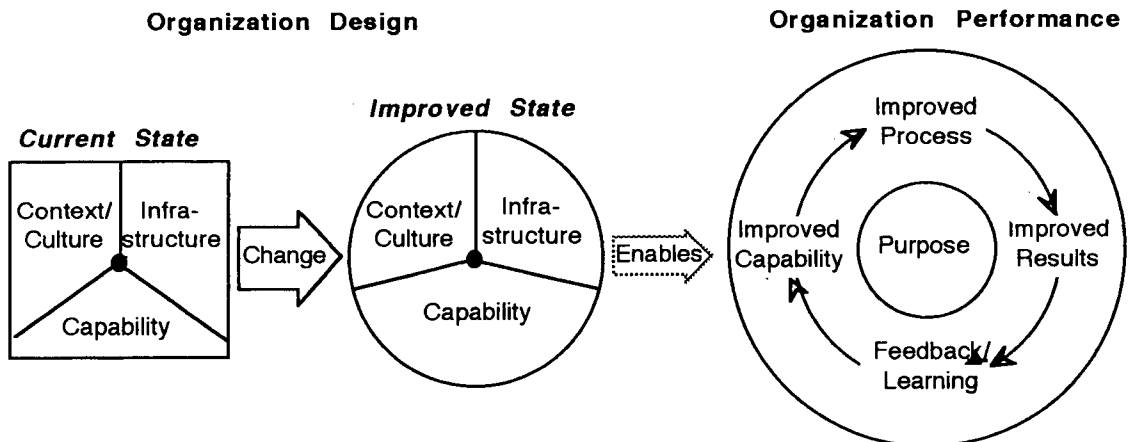 Organization Design
Organization Performance
Current State
Context/
Culture
Infra-
structure
Capability
Change
Improved State
Context/
Culture
Infra-
structure
Capability
Enables
Improved
Process
Improved
Results
Feedback/
Learning
Improved
Capability
Purpose